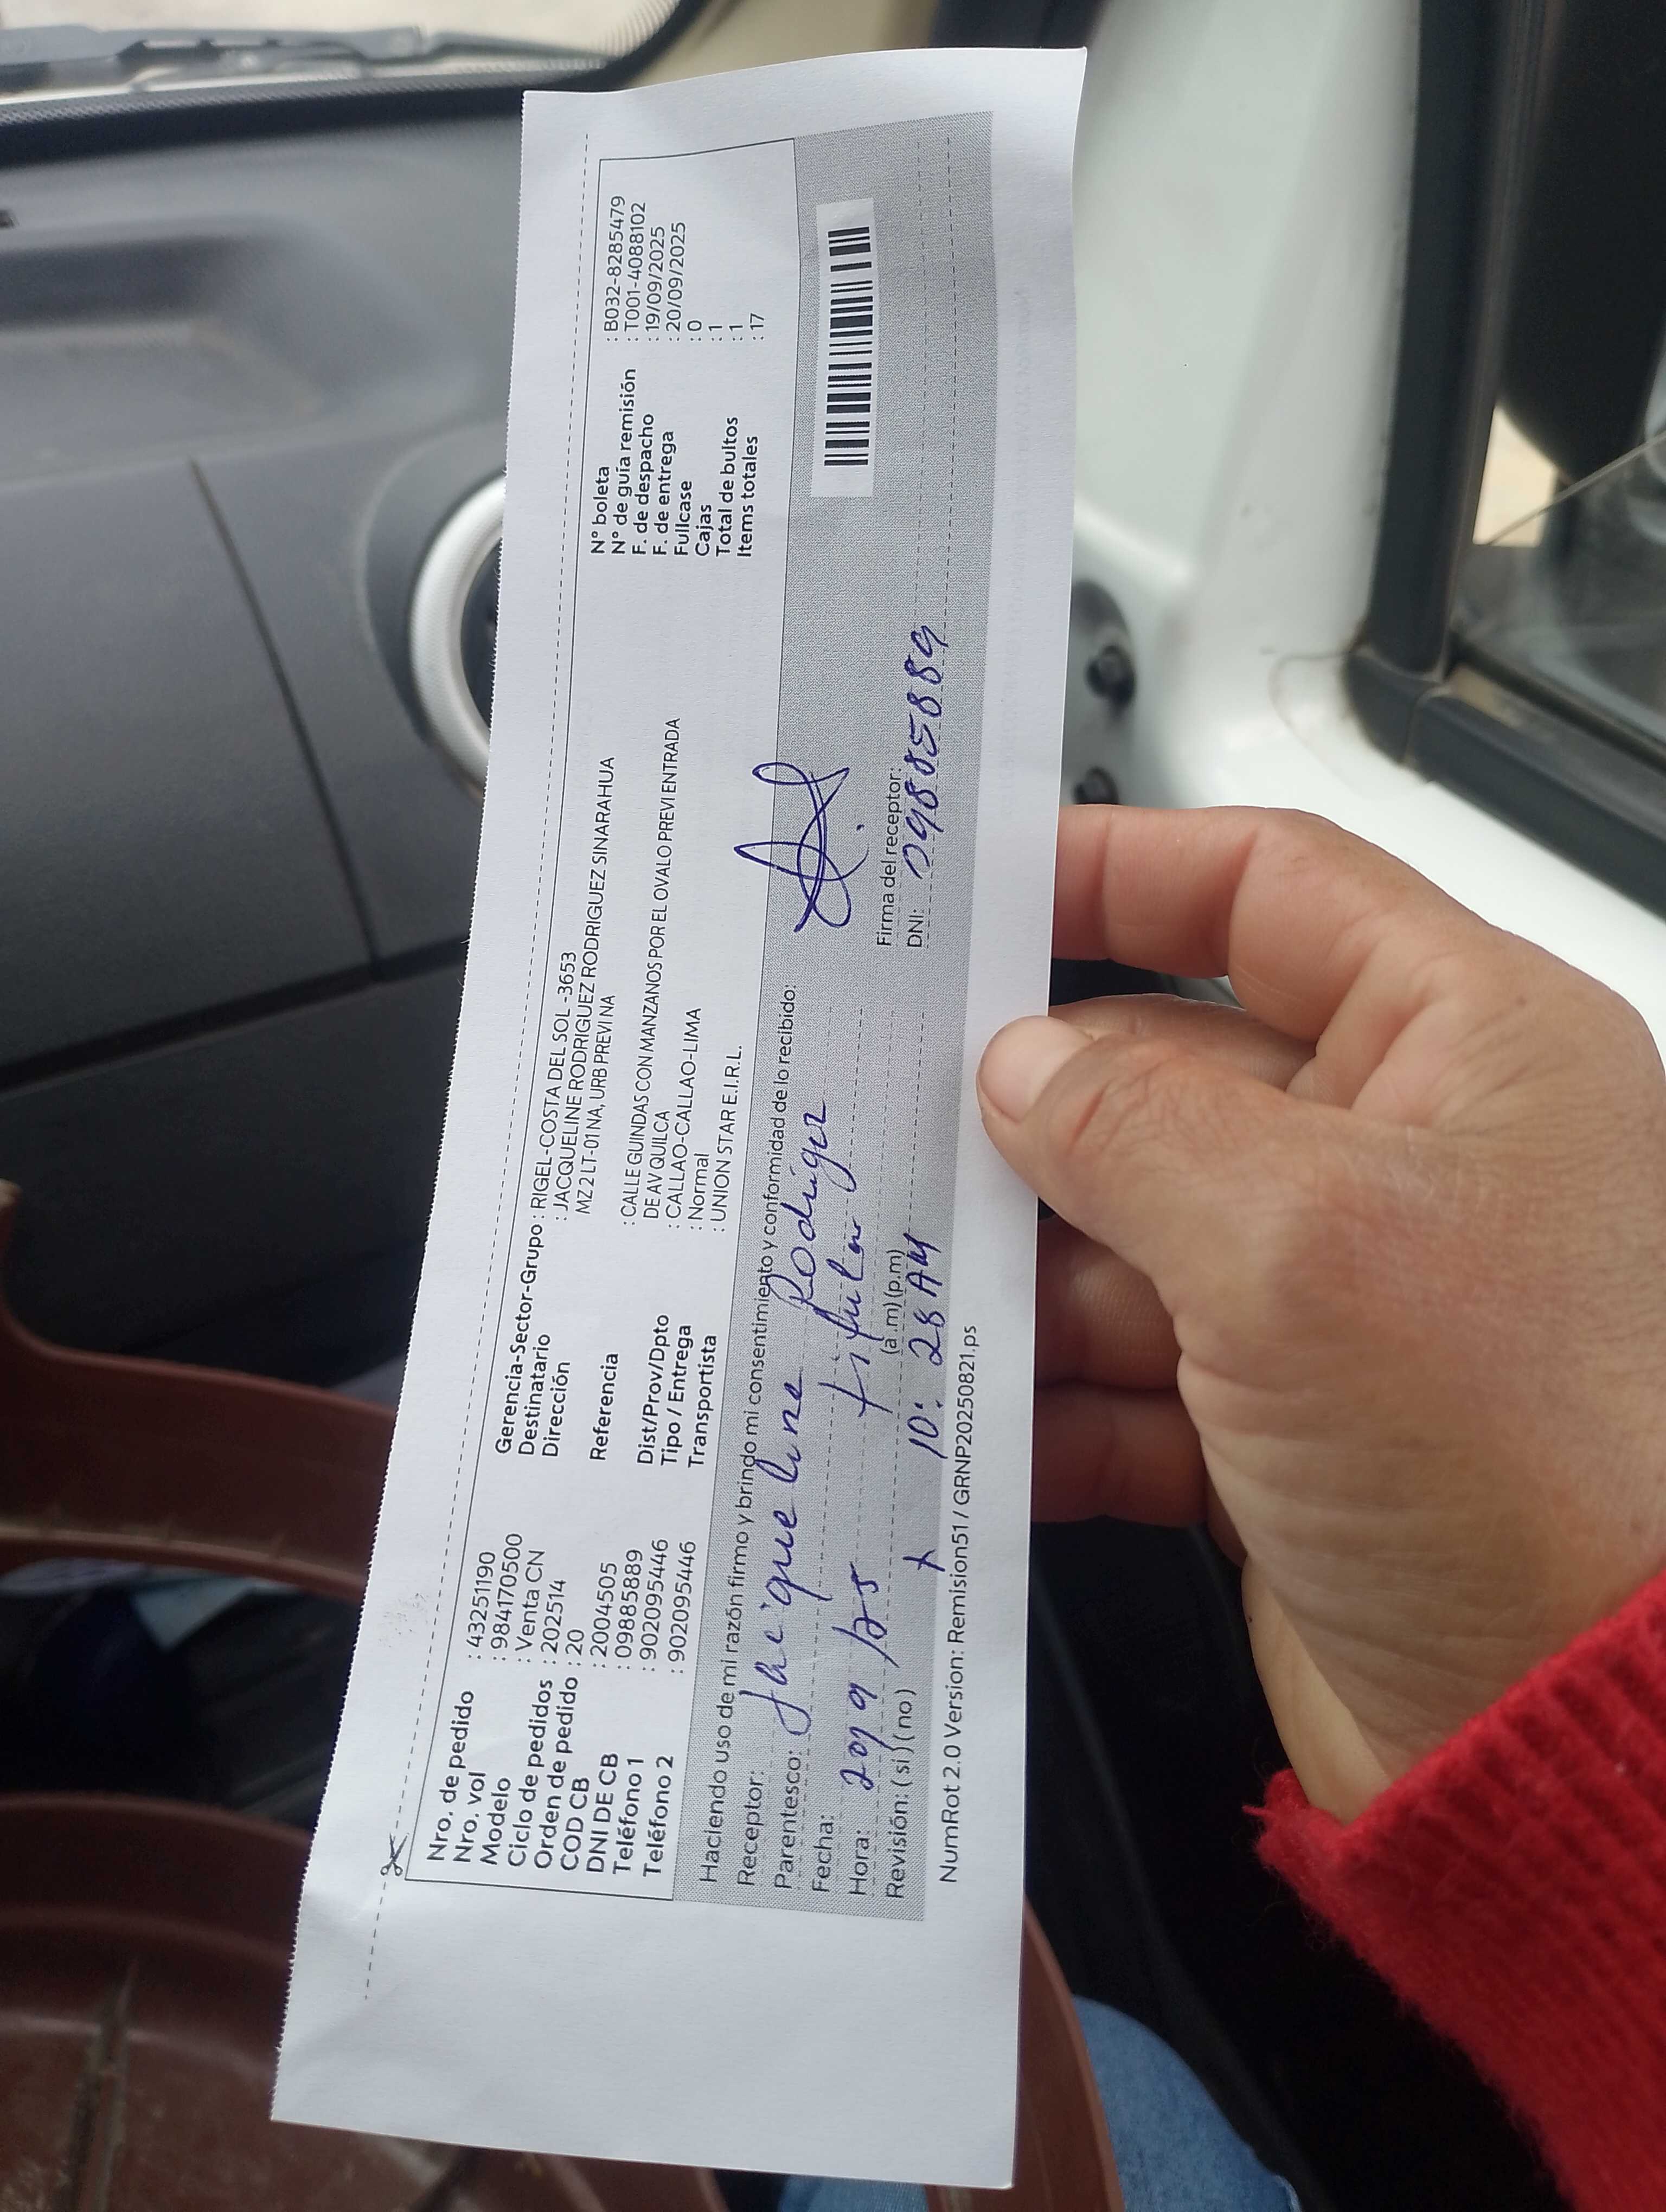 Nro. de pedido : 43251190
Nro. vol : 984170500
Modelo : Venta CN
Ciclo de pedidos : 202514
Orden de pedido : 20
COD CB : 2004505
DNI DE CB : 09885889
Teléfono 1 : 902095446
Teléfono 2 : 902095446
Gerencia-Sector-Grupo : RIGEL-COSTA DEL SOL -3653
Destinatario : JACQUELINE RODRIGUEZ RODRIGUEZ SINARAHUA
Dirección MZ 2 LT-01 NA, URB PREVI NA
Referencia : CALLE GUINDAS CON MANZANOS POR EL OVALO PREVI ENTRADA
DE AV QUILCA
Dist/Prov/Dpto : CALLAO-CALLAO-LIMA
Tipo / Entrega : Normal
Transportista : UNION STAR E.I.R.L.
N° boleta : B032-8285479
N° de guía remisión : T001-4088102
F. de despacho : 19/09/2025
F. de entrega : 20/09/2025
Fullcase : 0
Cajas : 1
Total de bultos : 1
Items totales : 17
Haciendo uso de mi razón firmo y brindo mi consentimiento y conformidad de lo recibido:
Receptor: Rodriguez
Parentesco: titular
Fecha: 20/9/25
Hora: (a.m)(p.m)
10:28 AM
Revisión: (si)(no)
Firma del receptor:
DNI: 09885889
NumRot 2.0 Version: Remision51 / GRNP20250821.ps